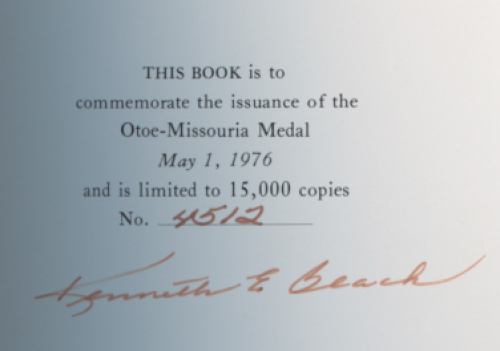 THIS BOOK is to
commemorate the issuance of the
Otoe-Missouria Medal
May 1, 1976
and is limited to 15,000 copies
No. 4512
Kenneth E Beach